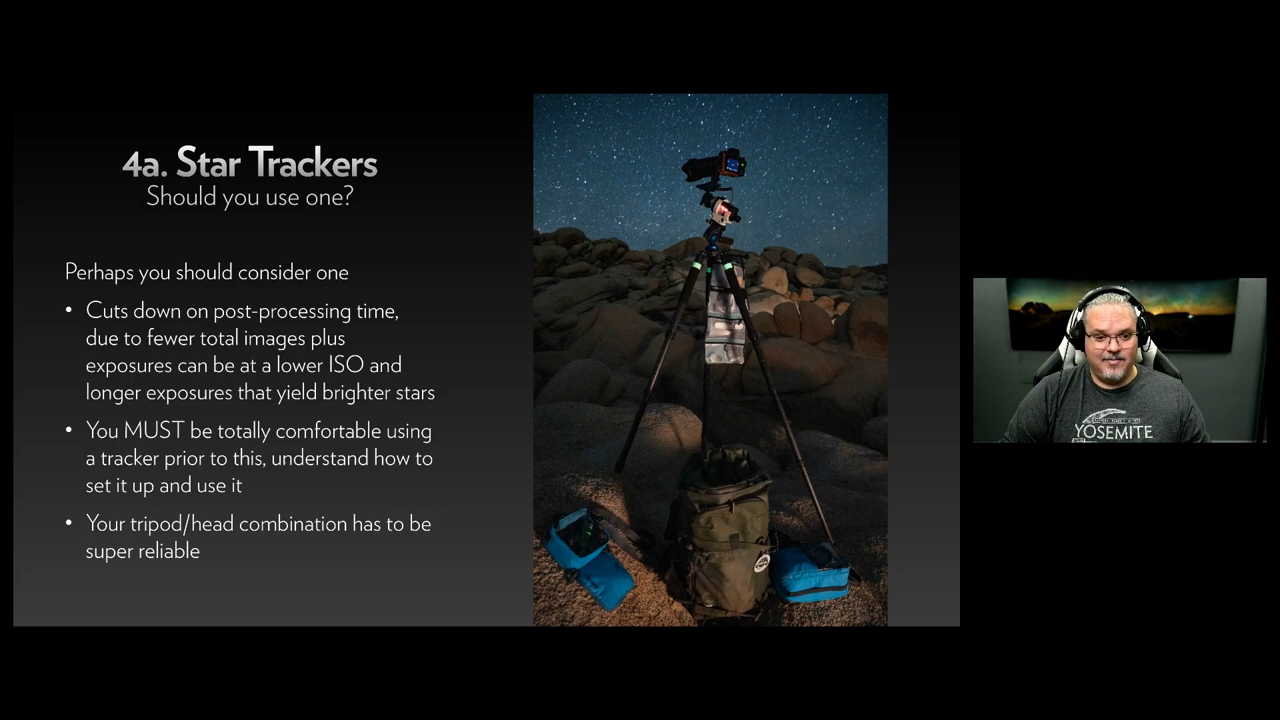 4a. Star Trackers
Should you use one?
Perhaps you should consider one
• Cuts down on post-processing time,
due to fewer total images plus
exposures can be at a lower ISO and
longer exposures that yield brighter stars
• You MUST be totally comfortable using
a tracker prior to this, understand how to
set it up and use it
• Your tripod/head combination has to be
super reliable
YOSEMITE